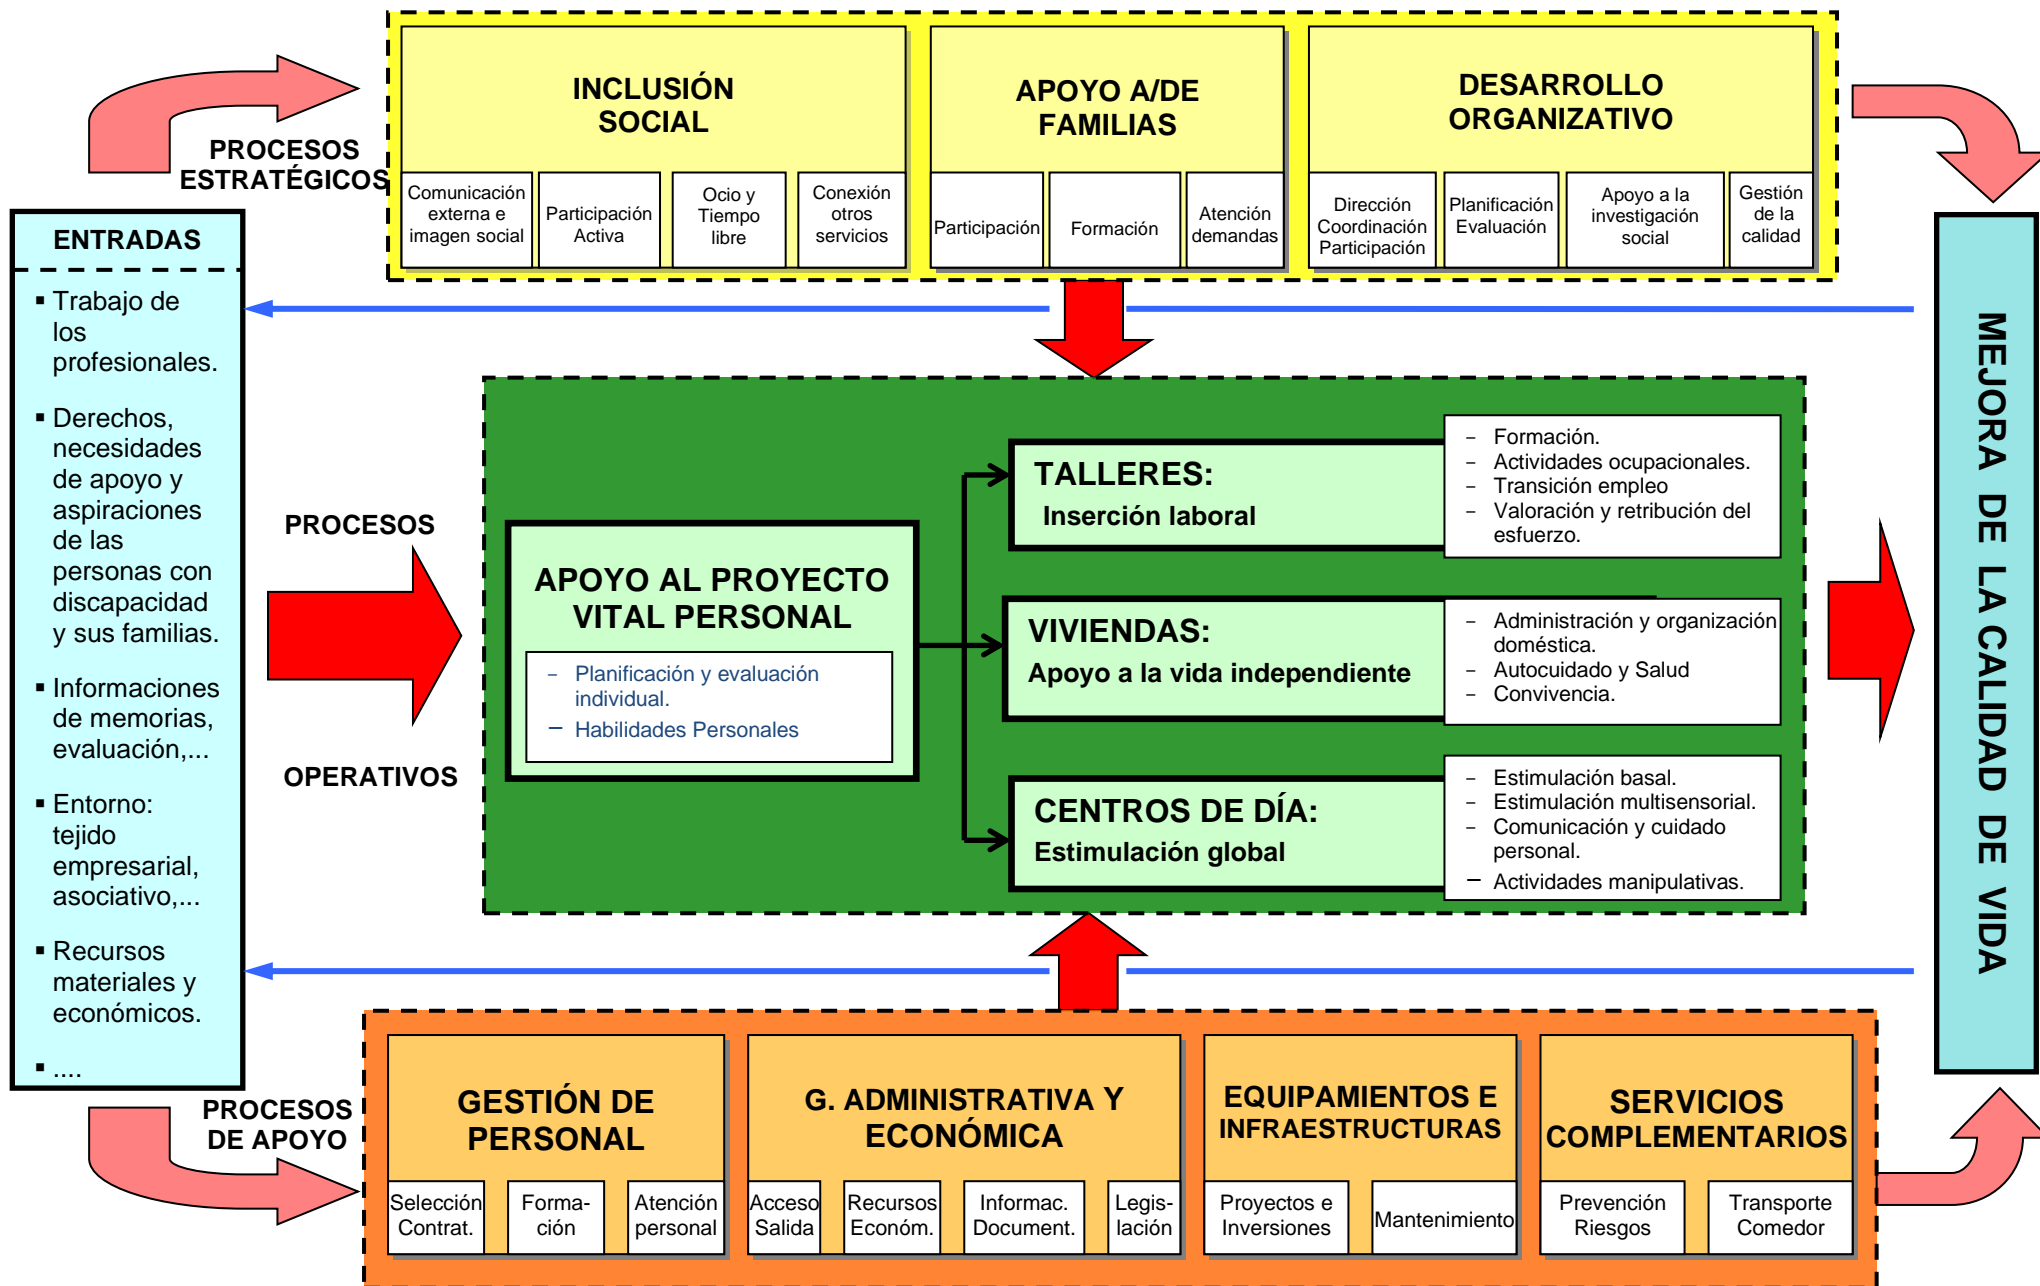 PROCESOS
ESTRATÉGICOS
INCLUSIÓN
SOCIAL
Comunicación
externa e
imagen social
Participación
Activa
Ocio y
Tiempo
libre
Conexión
otros
servicios
APOYO A/DE
FAMILIAS
Participación
Formación
Atención
demandas
DESARROLLO
ORGANIZATIVO
Dirección
Coordinación
Participación
Planificación
Evaluación
Apoyo a la
investigación
social
Gestión
de la
calidad
ENTRADAS
▪ Trabajo de
los
profesionales.
▪ Derechos,
necesidades
de apoyo y
aspiraciones
de las
personas con
discapacidad
y sus familias.
▪ Informaciones
de memorias,
evaluación,...
▪ Entorno:
tejido
empresarial,
asociativo,...
▪ Recursos
materiales y
económicos.
▪ ....
PROCESOS
OPERATIVOS
APOYO AL PROYECTO
VITAL PERSONAL
– Planificación y evaluación
individual.
– Habilidades Personales
TALLERES:
Inserción laboral
– Formación.
– Actividades ocupacionales.
– Transición empleo
– Valoración y retribución del
esfuerzo.
VIVIENDAS:
Apoyo a la vida independiente
– Administración y organización
doméstica.
– Autocuidado y Salud
– Convivencia.
CENTROS DE DÍA:
Estimulación global
– Estimulación basal.
– Estimulación multisensorial.
– Comunicación y cuidado
personal.
– Actividades manipulativas.
MEJORA DE LA CALIDAD DE VIDA
PROCESOS
DE APOYO
GESTIÓN DE
PERSONAL
Selección
Contrat.
Forma-
ción
Atención
personal
G. ADMINISTRATIVA Y
ECONÓMICA
Acceso
Salida
Recursos
Económ.
Informac.
Document.
Legis-
lación
EQUIPAMIENTOS E
INFRAESTRUCTURAS
Proyectos e
Inversiones
Mantenimiento
SERVICIOS
COMPLEMENTARIOS
Prevención
Riesgos
Transporte
Comedor